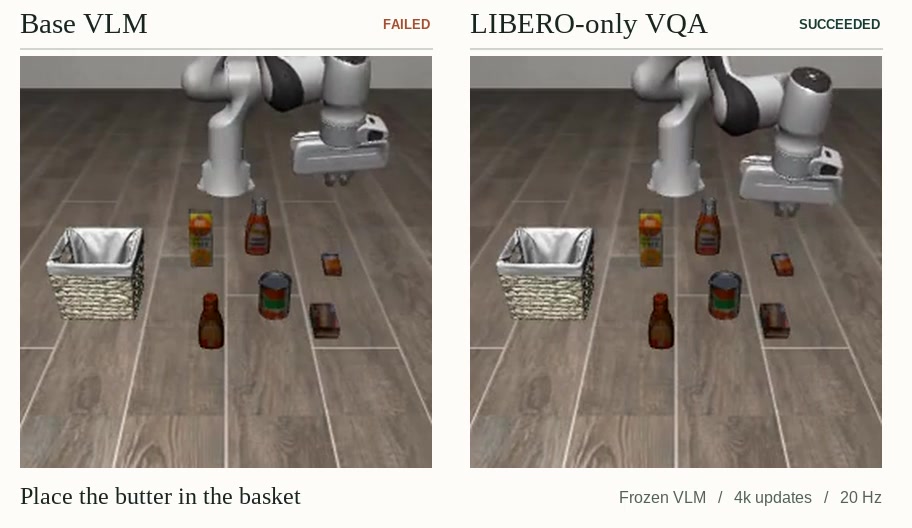 Base VLM
FAILED
LIBERO-only VQA
SUCCEEDED
Place the butter in the basket
Frozen VLM / 4k updates / 20 Hz